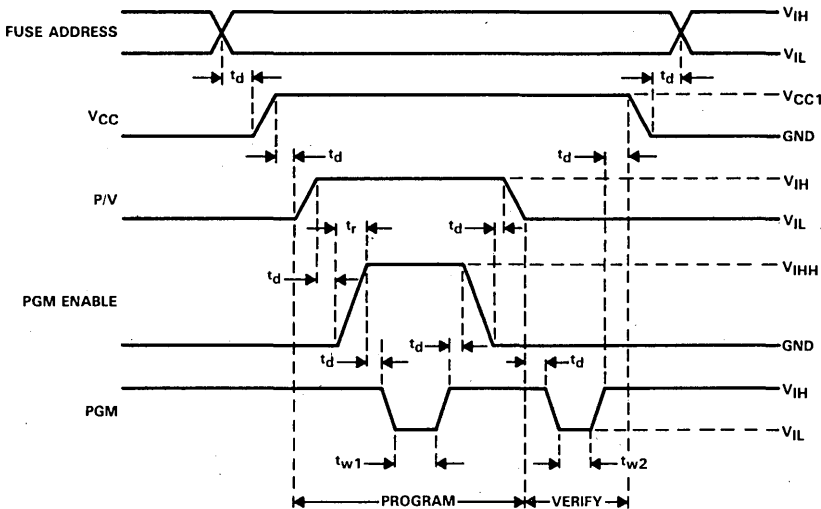 FUSE ADDRESS
VIH
VIL
td
td
VCC
VCC1
GND
td
td
P/V
VIH
VIL
tr
td
td
PGM ENABLE
VIHH
GND
td
td
td
PGM
VIH
VIL
tw1
tw2
PROGRAM
VERIFY